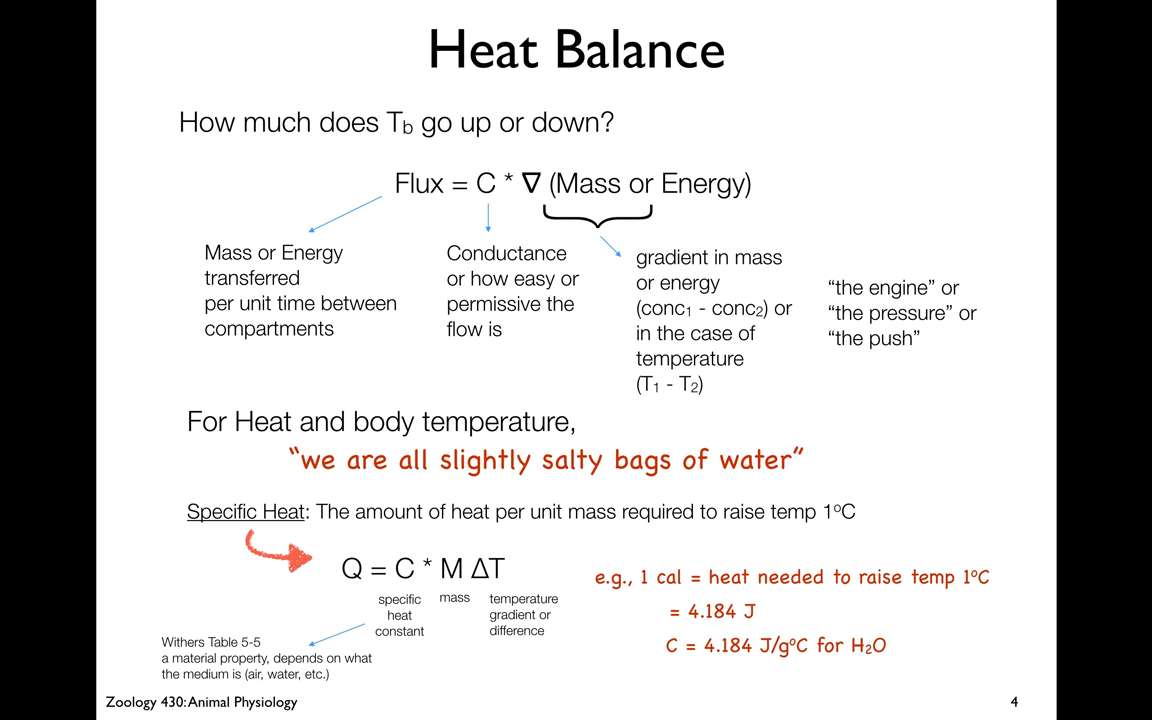 Heat Balance
How much does Tb go up or down?
Flux = C * ∇ (Mass or Energy)
Mass or Energy
transferred
per unit time between
compartments
Conductance
or how easy or
permissive the
flow is
gradient in mass
or energy
(conc₁ - conc₂) or
in the case of
temperature
(T₁ - T₂)
“the engine” or
“the pressure” or
“the push”
For Heat and body temperature,
“we are all slightly salty bags of water”
Specific Heat: The amount of heat per unit mass required to raise temp 1ºC
Q = C * M ΔT
specific
heat
constant
mass
temperature
gradient or
difference
e.g., 1 cal = heat needed to raise temp 1ºC
= 4.184 J
C = 4.184 J/gºC for H₂O
Withers Table 5-5
a material property, depends on what
the medium is (air, water, etc.)
Zoology 430: Animal Physiology
4